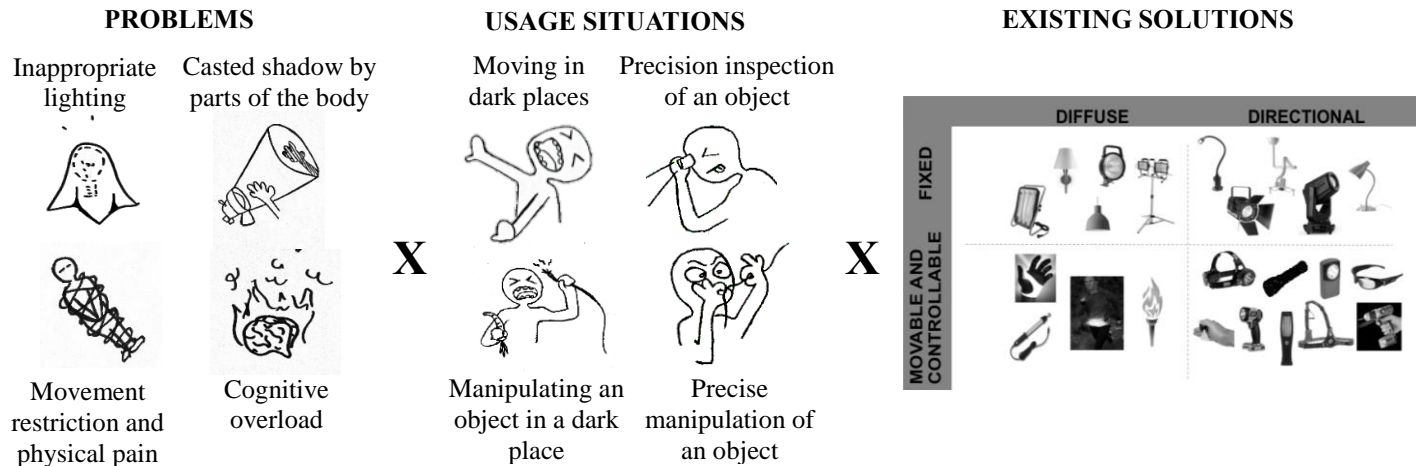 PROBLEMS
Inappropriate
lighting
Casted shadow by
parts of the body
Movement
restriction and
physical pain
Cognitive
overload
X
USAGE SITUATIONS
Moving in
dark places
Precision inspection
of an object
Manipulating an
object in a dark
place
Precise
manipulation of
an object
X
EXISTING SOLUTIONS
DIFFUSE
DIRECTIONAL
FIXED
MOVABLE AND
CONTROLLABLE